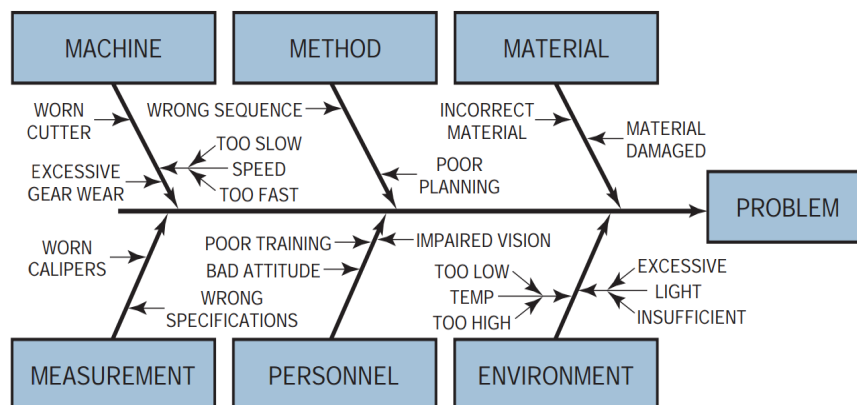 MACHINE
METHOD
MATERIAL
WORN
CUTTER
EXCESSIVE
GEAR WEAR
TOO SLOW
SPEED
TOO FAST
WRONG SEQUENCE
POOR
PLANNING
INCORRECT
MATERIAL
MATERIAL
DAMAGED
PROBLEM
WORN
CALIPERS
WRONG
SPECIFICATIONS
POOR TRAINING
BAD ATTITUDE
IMPAIRED VISION
TOO LOW
TEMP
TOO HIGH
EXCESSIVE
LIGHT
INSUFFICIENT
MEASUREMENT
PERSONNEL
ENVIRONMENT